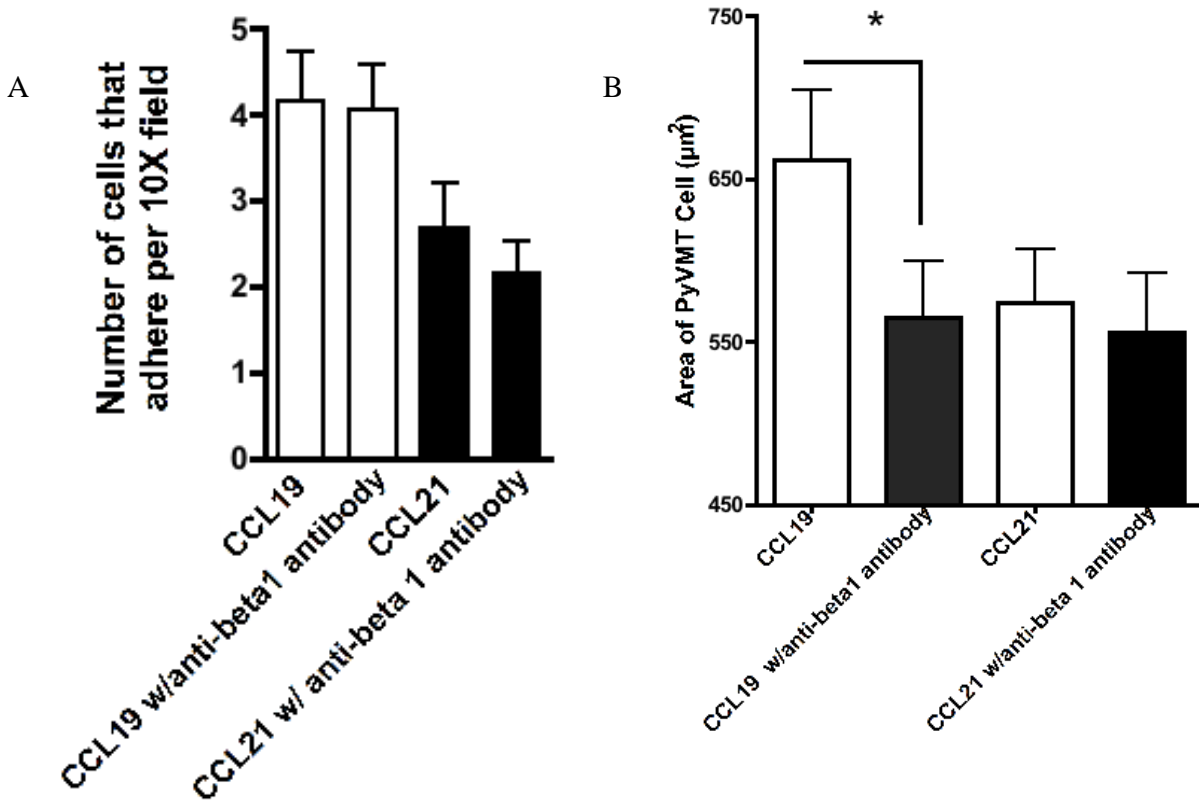 A
Number of cells that
adhere per 10X field
5
4
3
2
1
0
CCL19
CCL19 w/anti-beta1 antibody
CCL21
CCL21 w/ anti-beta 1 antibody
B
Area of PyVMT Cell (µm²)
750
650
550
450
*
CCL19
CCL19 w/anti-beta1 antibody
CCL21
CCL21 w/anti-beta 1 antibody